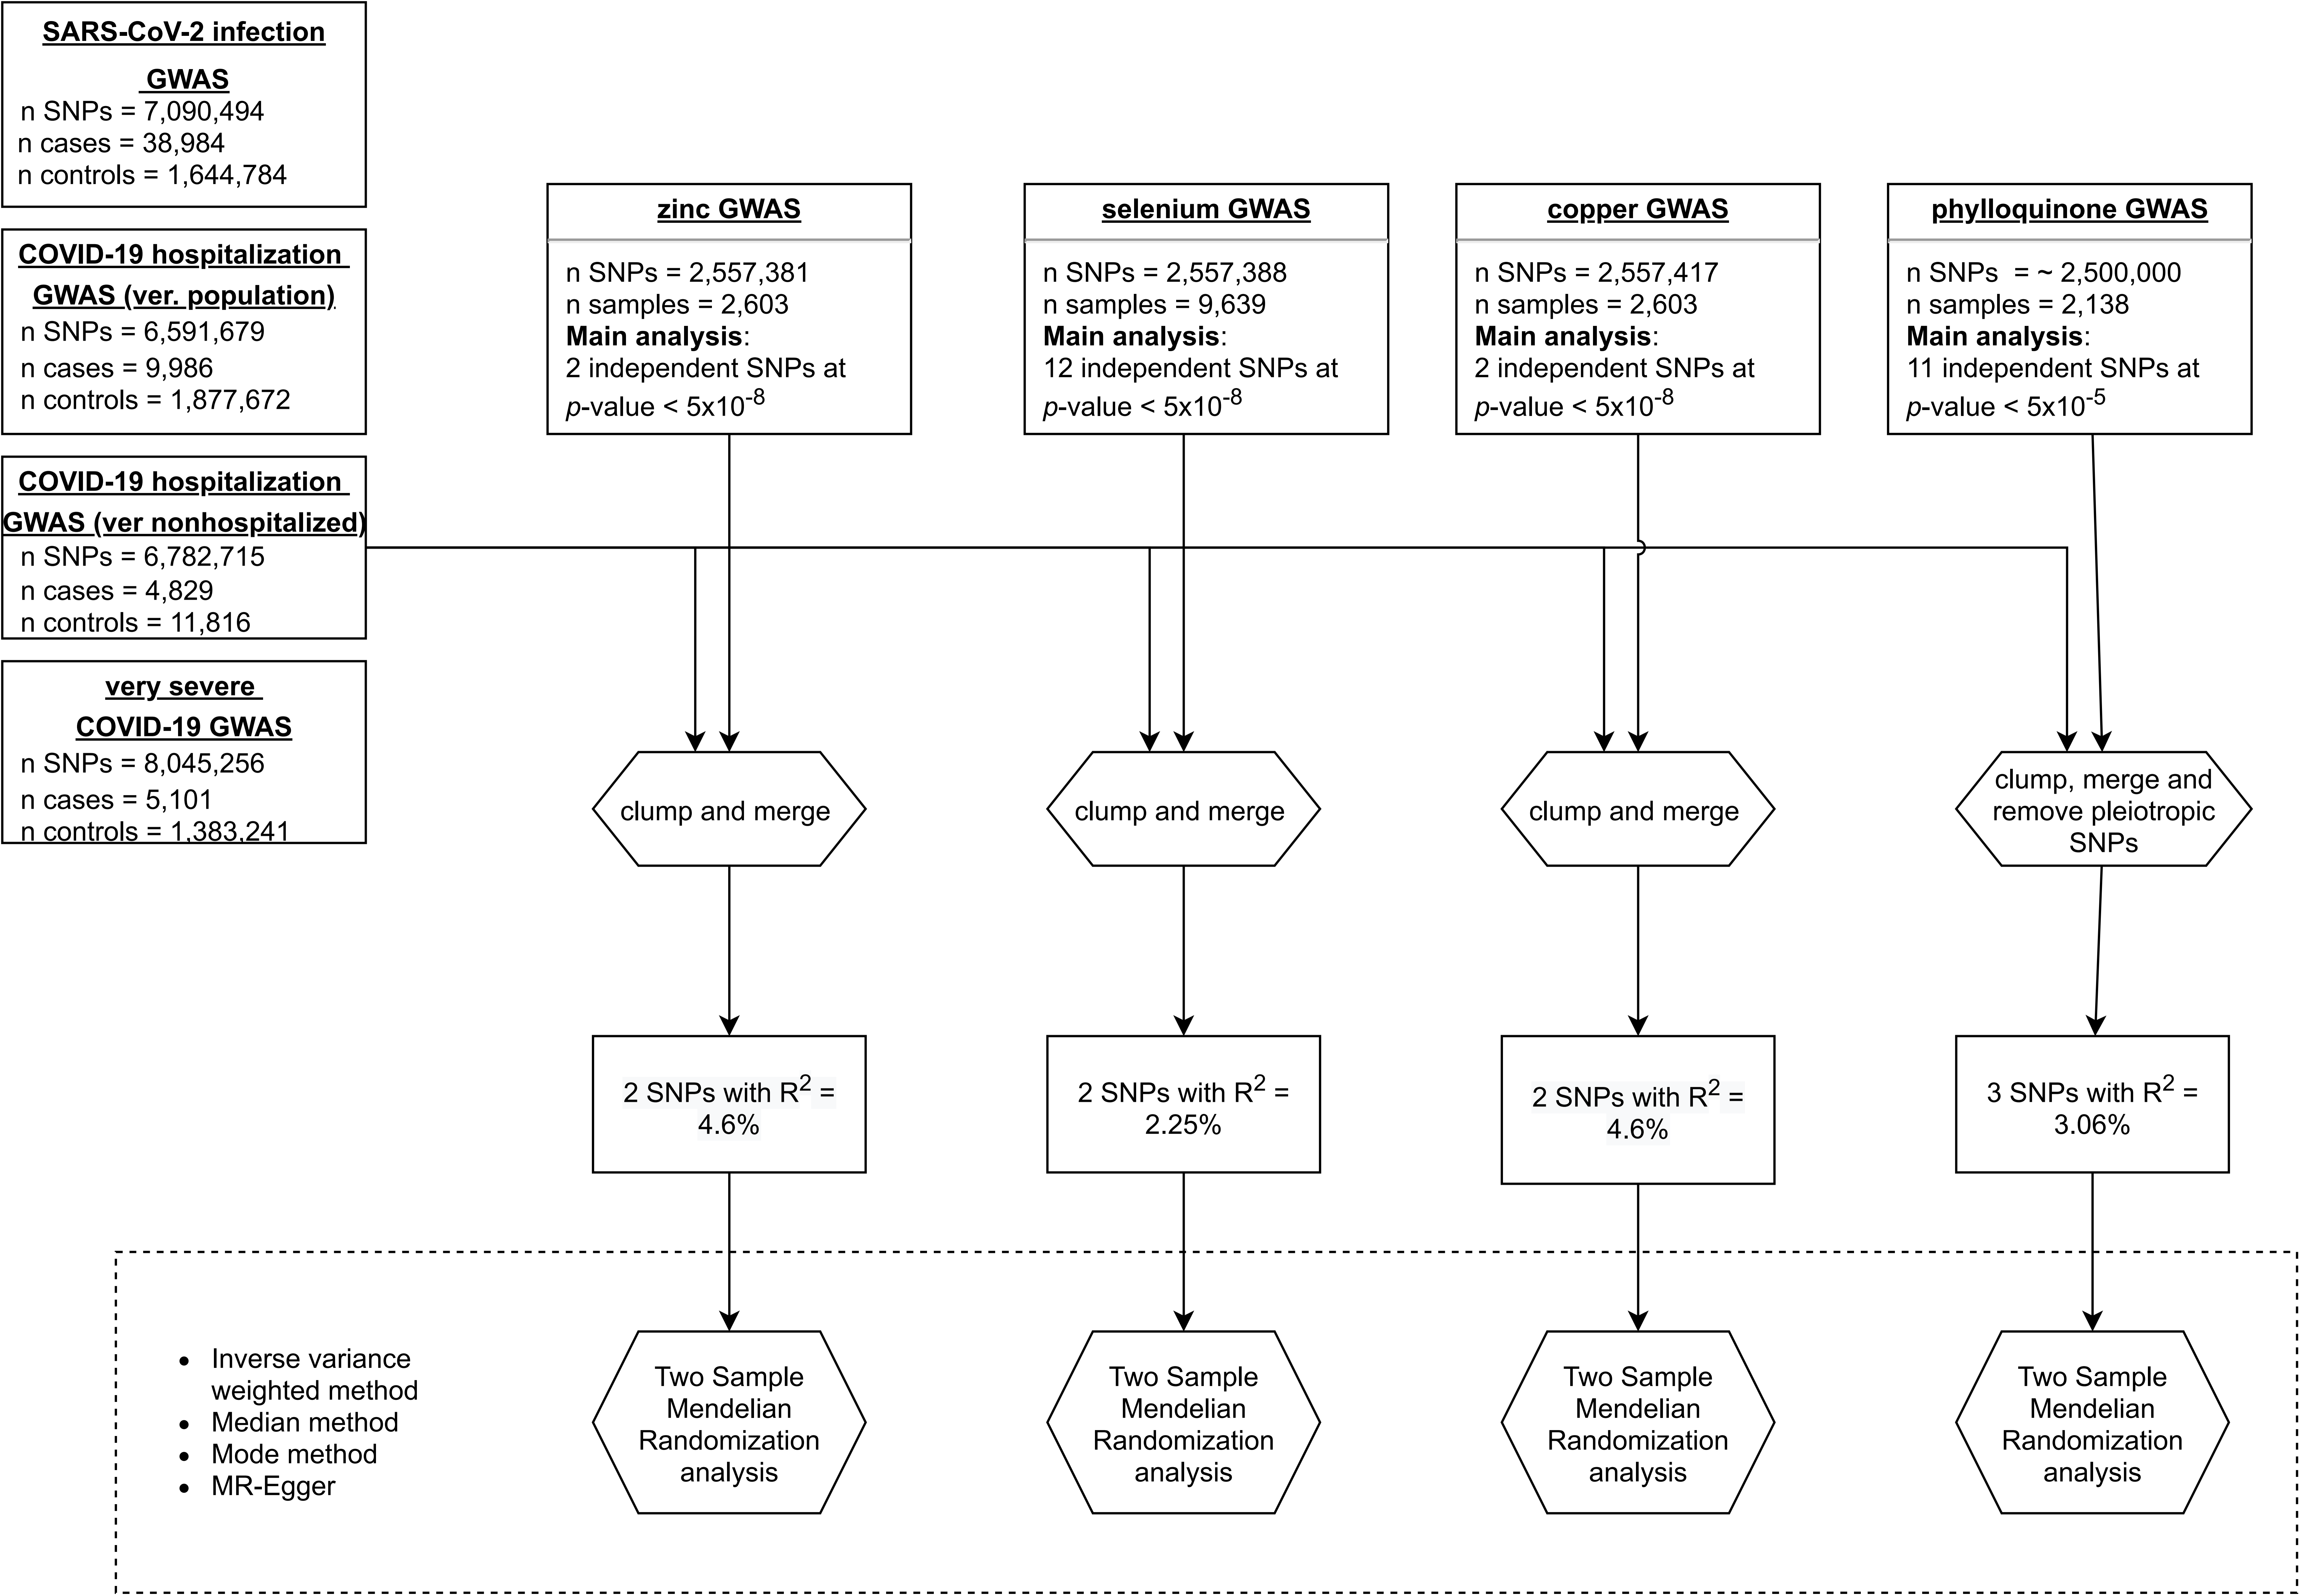 SARS-CoV-2 infection
GWAS
n SNPs = 7,090,494
n cases = 38,984
n controls = 1,644,784
COVID-19 hospitalization
GWAS (ver. population)
n SNPs = 6,591,679
n cases = 9,986
n controls = 1,877,672
COVID-19 hospitalization
GWAS (ver nonhospitalized)
n SNPs = 6,782,715
n cases = 4,829
n controls = 11,816
very severe
COVID-19 GWAS
n SNPs = 8,045,256
n cases = 5,101
n controls = 1,383,241
zinc GWAS
n SNPs = 2,557,381
n samples = 2,603
Main analysis:
2 independent SNPs at
p-value < 5x10-8
selenium GWAS
n SNPs = 2,557,388
n samples = 9,639
Main analysis:
12 independent SNPs at
p-value < 5x10-8
copper GWAS
n SNPs = 2,557,417
n samples = 2,603
Main analysis:
2 independent SNPs at
p-value < 5x10-8
phylloquinone GWAS
n SNPs = ~ 2,500,000
n samples = 2,138
Main analysis:
11 independent SNPs at
p-value < 5x10-5
clump and merge
clump and merge
clump and merge
clump, merge and
remove pleiotropic
SNPs
2 SNPs with R2 =
4.6%
2 SNPs with R2 =
2.25%
2 SNPs with R2 =
4.6%
3 SNPs with R2 =
3.06%
• Inverse variance
weighted method
• Median method
• Mode method
• MR-Egger
Two Sample
Mendelian
Randomization
analysis
Two Sample
Mendelian
Randomization
analysis
Two Sample
Mendelian
Randomization
analysis
Two Sample
Mendelian
Randomization
analysis